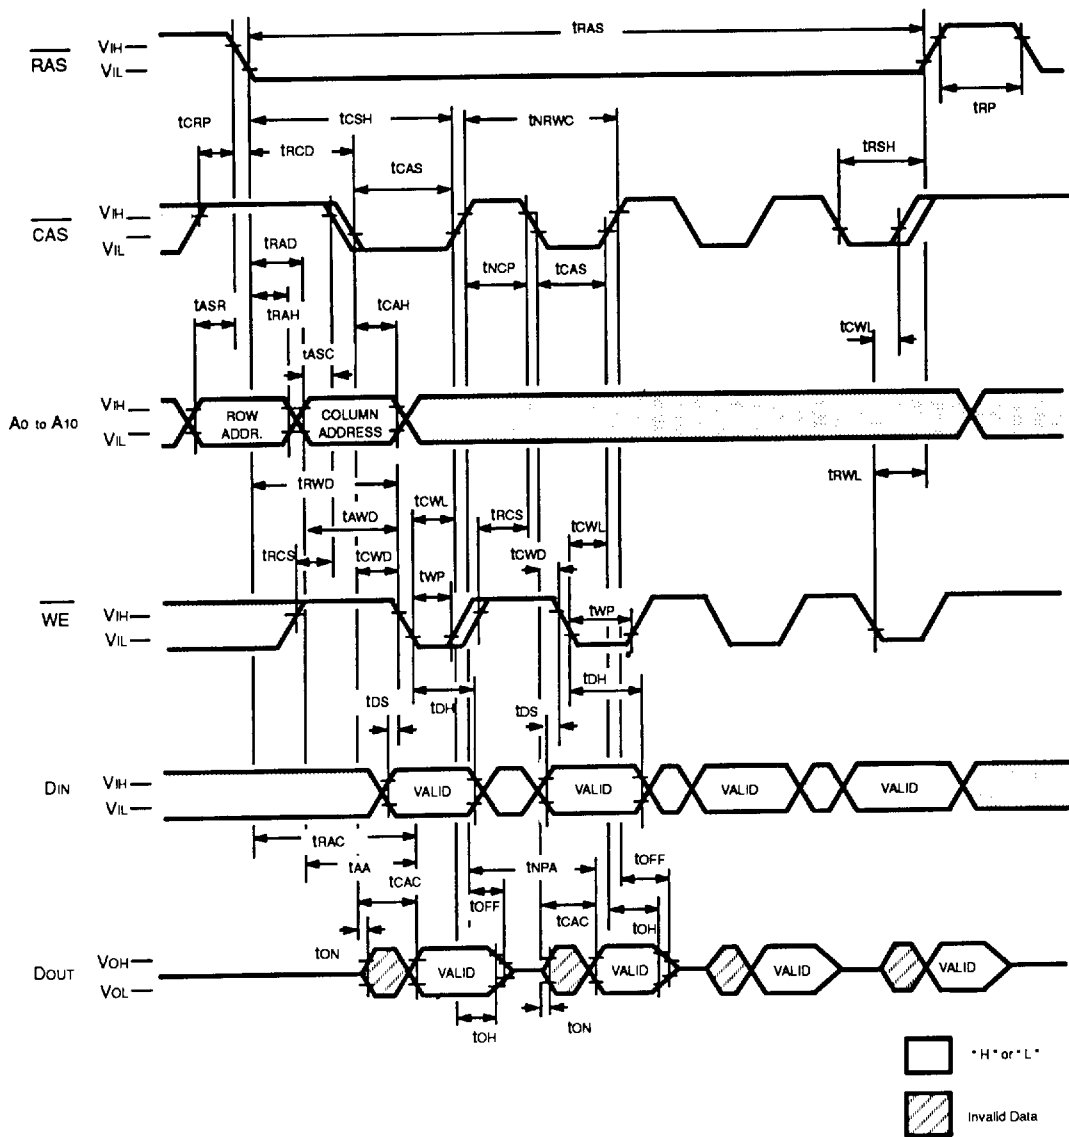 tRAS
RAS
VIH
VIL
tRP
tCRP
tCSH
tNRWC
tRCD
tCAS
tRSH
CAS
VIH
VIL
tRAD
tNCP
tCAS
tASR
tRAH
tCAH
tCWL
tASC
A0 to A10
VIH
VIL
ROW ADDR.
COLUMN ADDRESS
tRWD
tRWL
tAWD
tCWL
tRCS
tCWL
tRCS
tCWD
tWP
tCWD
tWP
WE
VIH
VIL
tDS
tDH
tDS
tDH
DIN
VIH
VIL
VALID
VALID
VALID
VALID
tRAC
tAA
tCAC
tNPA
tOFF
tOFF
tCAC
tOH
tON
DOUT
VOH
VOL
VALID
VALID
VALID
VALID
tOH
tON
"H" or "L"
Invalid Data